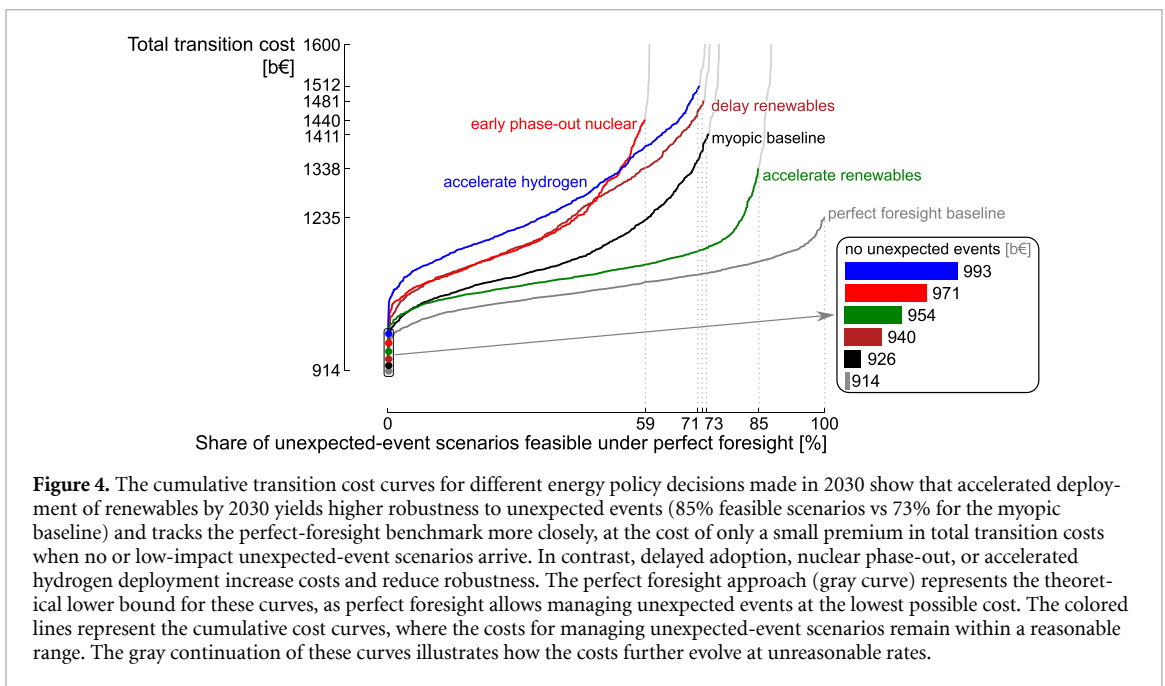 Total transition cost
[b€]
1600
1512
1481
1440
1411
1338
1235
914
early phase-out nuclear
delay renewables
myopic baseline
accelerate hydrogen
accelerate renewables
perfect foresight baseline
no unexpected events [b€]
993
971
954
940
926
914
0 59 71 73 85 100
Share of unexpected-event scenarios feasible under perfect foresight [%]
Figure 4. The cumulative transition cost curves for different energy policy decisions made in 2030 show that accelerated deploy-
ment of renewables by 2030 yields higher robustness to unexpected events (85% feasible scenarios vs 73% for the myopic
baseline) and tracks the perfect-foresight benchmark more closely, at the cost of only a small premium in total transition costs
when no or low-impact unexpected-event scenarios arrive. In contrast, delayed adoption, nuclear phase-out, or accelerated
hydrogen deployment increase costs and reduce robustness. The perfect foresight approach (gray curve) represents the theoret-
ical lower bound for these curves, as perfect foresight allows managing unexpected events at the lowest possible cost. The colored
lines represent the cumulative cost curves, where the costs for managing unexpected-event scenarios remain within a reasonable
range. The gray continuation of these curves illustrates how the costs further evolve at unreasonable rates.